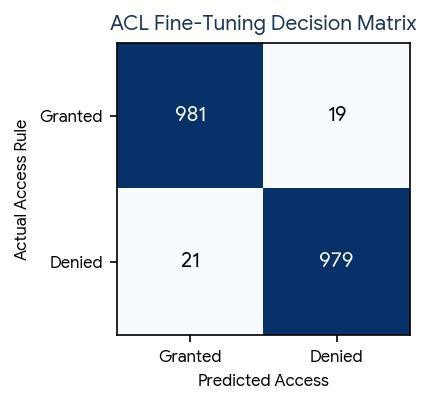 ACL Fine-Tuning Decision Matrix
Actual Access Rule
Granted
981
19
Denied
21
979
Granted
Denied
Predicted Access